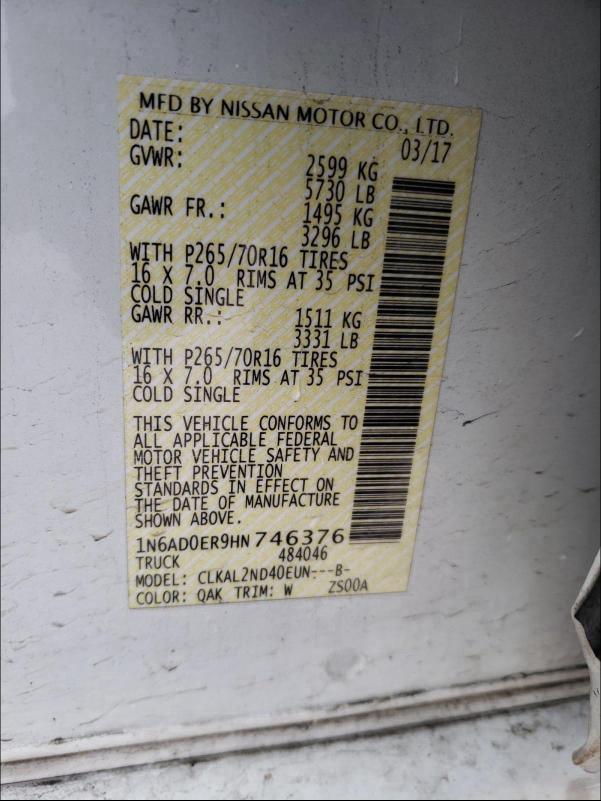 MFD BY NISSAN MOTOR CO., LTD.
DATE: 03/17
GVWR: 2599 KG
5730 LB
GAWR FR.: 1495 KG
3296 LB
WITH P265/70R16 TIRES
16 X 7.0 RIMS AT 35 PSI
COLD SINGLE
GAWR RR.: 1511 KG
3331 LB
WITH P265/70R16 TIRES
16 X 7.0 RIMS AT 35 PSI
COLD SINGLE
THIS VEHICLE CONFORMS TO
ALL APPLICABLE FEDERAL
MOTOR VEHICLE SAFETY AND
THEFT PREVENTION
STANDARDS IN EFFECT ON
THE DATE OF MANUFACTURE
SHOWN ABOVE.
1N6AD0ER9HN746376
TRUCK 484046
MODEL: CLKAL2ND40EUN---B-
COLOR: QAK TRIM: W ZS00A